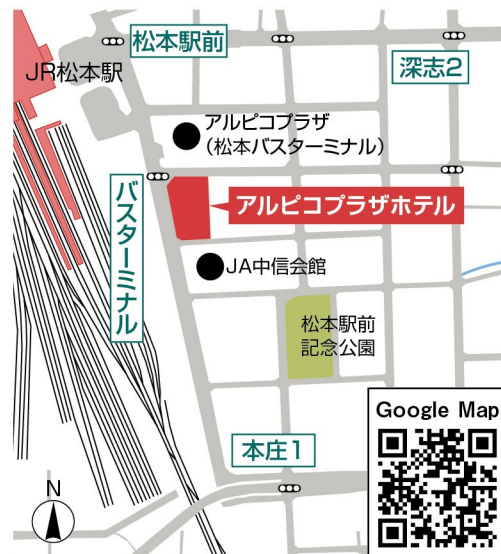 松本駅前
JR松本駅
深志2
アルピコプラザ
(松本バスターミナル)
バスターミナル
アルピコプラザホテル
JA中信会館
松本駅前
記念公園
Google Map
本庄1
N